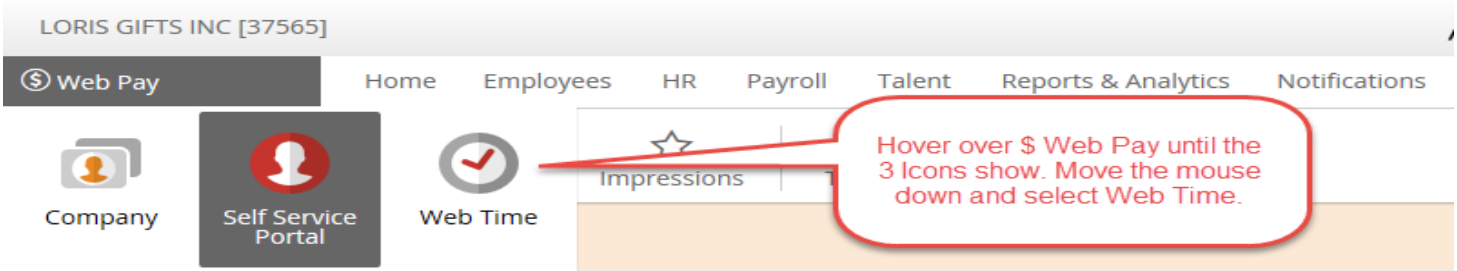 LORIS GIFTS INC [37565]
$ Web Pay
Home Employees HR Payroll Talent Reports & Analytics Notifications
Company
Self Service
Portal
Web Time
Impressions
Hover over $ Web Pay until the
3 Icons show. Move the mouse
down and select Web Time.